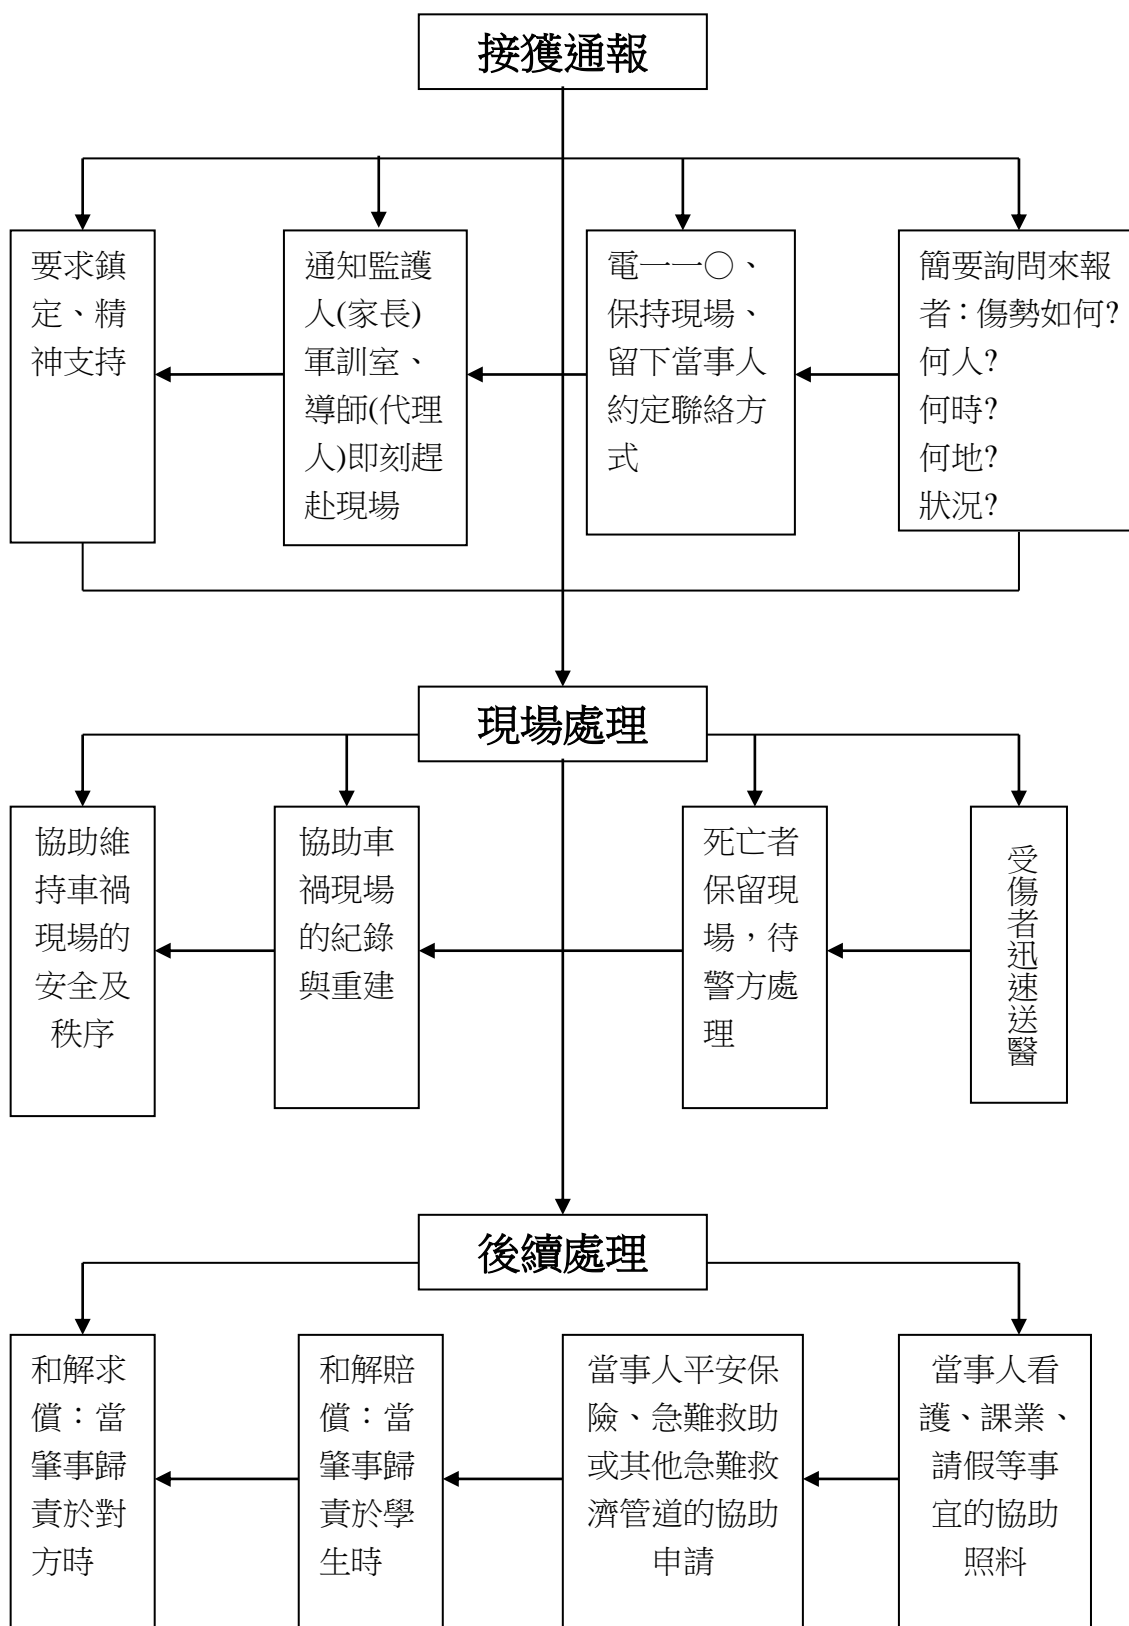 接獲通報
要求鎮
定、精
神支持
通知監護
人(家長)
軍訓室、
導師(代理
人)即刻趕
赴現場
電一一○、
保持現場、
留下當事人
約定聯絡方
式
簡要詢問來報
者：傷勢如何?
何人?
何時?
何地?
狀況?
現場處理
協助維
持車禍
現場的
安全及
秩序
協助車
禍現場
的紀錄
與重建
死亡者
保留現
場，待
警方處
理
受傷者迅速送醫
後續處理
和解求
償：當
肇事歸
責於對
方時
和解賠
償：當
肇事歸
責於學
生時
當事人平安保
險、急難救助
或其他急難救
濟管道的協助
申請
當事人看
護、課業、
請假等事
宜的協助
照料